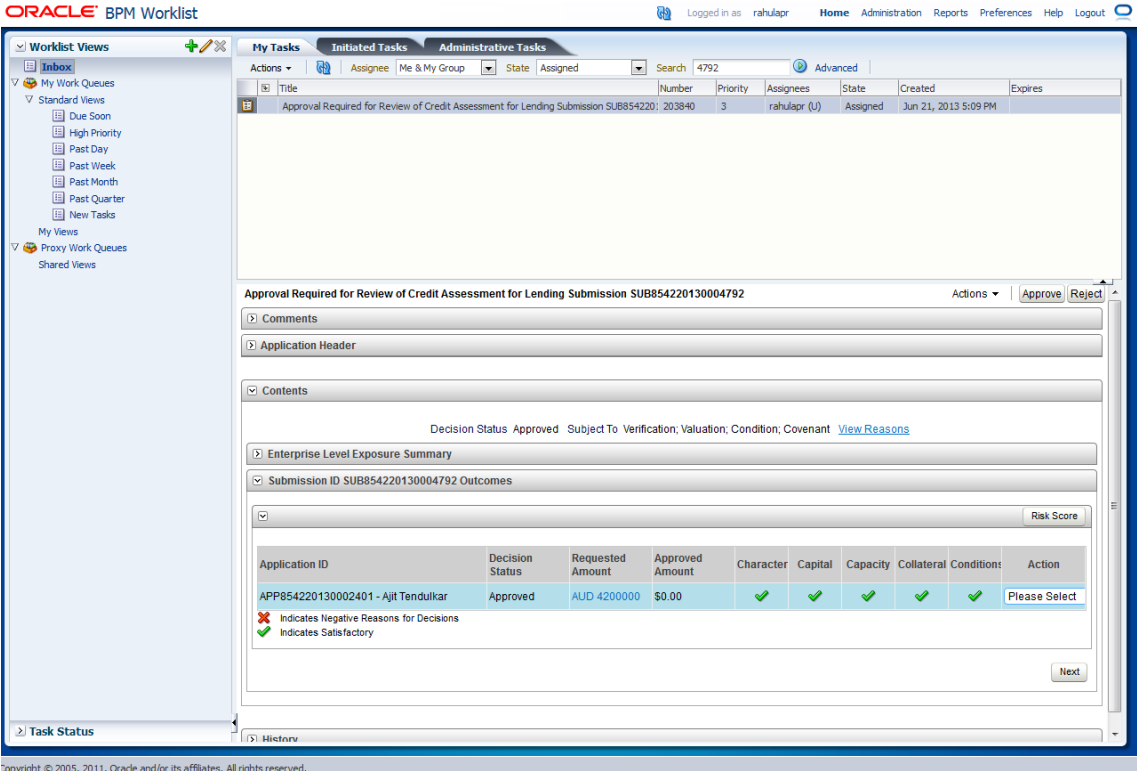 ORACLE BPM Worklist
Logged in as rahulapr Home Administration Reports Preferences Help Logout
Worklist Views
Inbox
My Work Queues
Standard Views
Due Soon
High Priority
Past Day
Past Week
Past Month
Past Quarter
New Tasks
My Views
Proxy Work Queues
Shared Views
Task Status
My Tasks Initiated Tasks Administrative Tasks
Actions Assignee Me & My Group State Assigned Search 4792 Advanced
Title Number Priority Assignees State Created Expires
Approval Required for Review of Credit Assessment for Lending Submission SUB854220: 203840 3 rahulapr (U) Assigned Jun 21, 2013 5:09 PM
Approval Required for Review of Credit Assessment for Lending Submission SUB854220130004792 Actions Approve Reject
Comments
Application Header
Contents
Decision Status Approved Subject To Verification; Valuation; Condition; Covenant View Reasons
Enterprise Level Exposure Summary
Submission ID SUB854220130004792 Outcomes
Risk Score
Application ID Decision Status Requested Amount Approved Amount Character Capital Capacity Collateral Conditions Action
APP854220130002401 - Ajit Tendulkar Approved AUD 4200000 $0.00 Please Select
Indicates Negative Reasons for Decisions
Indicates Satisfactory
Next
History
Copyright © 2005, 2011, Oracle and/or its affiliates. All rights reserved.